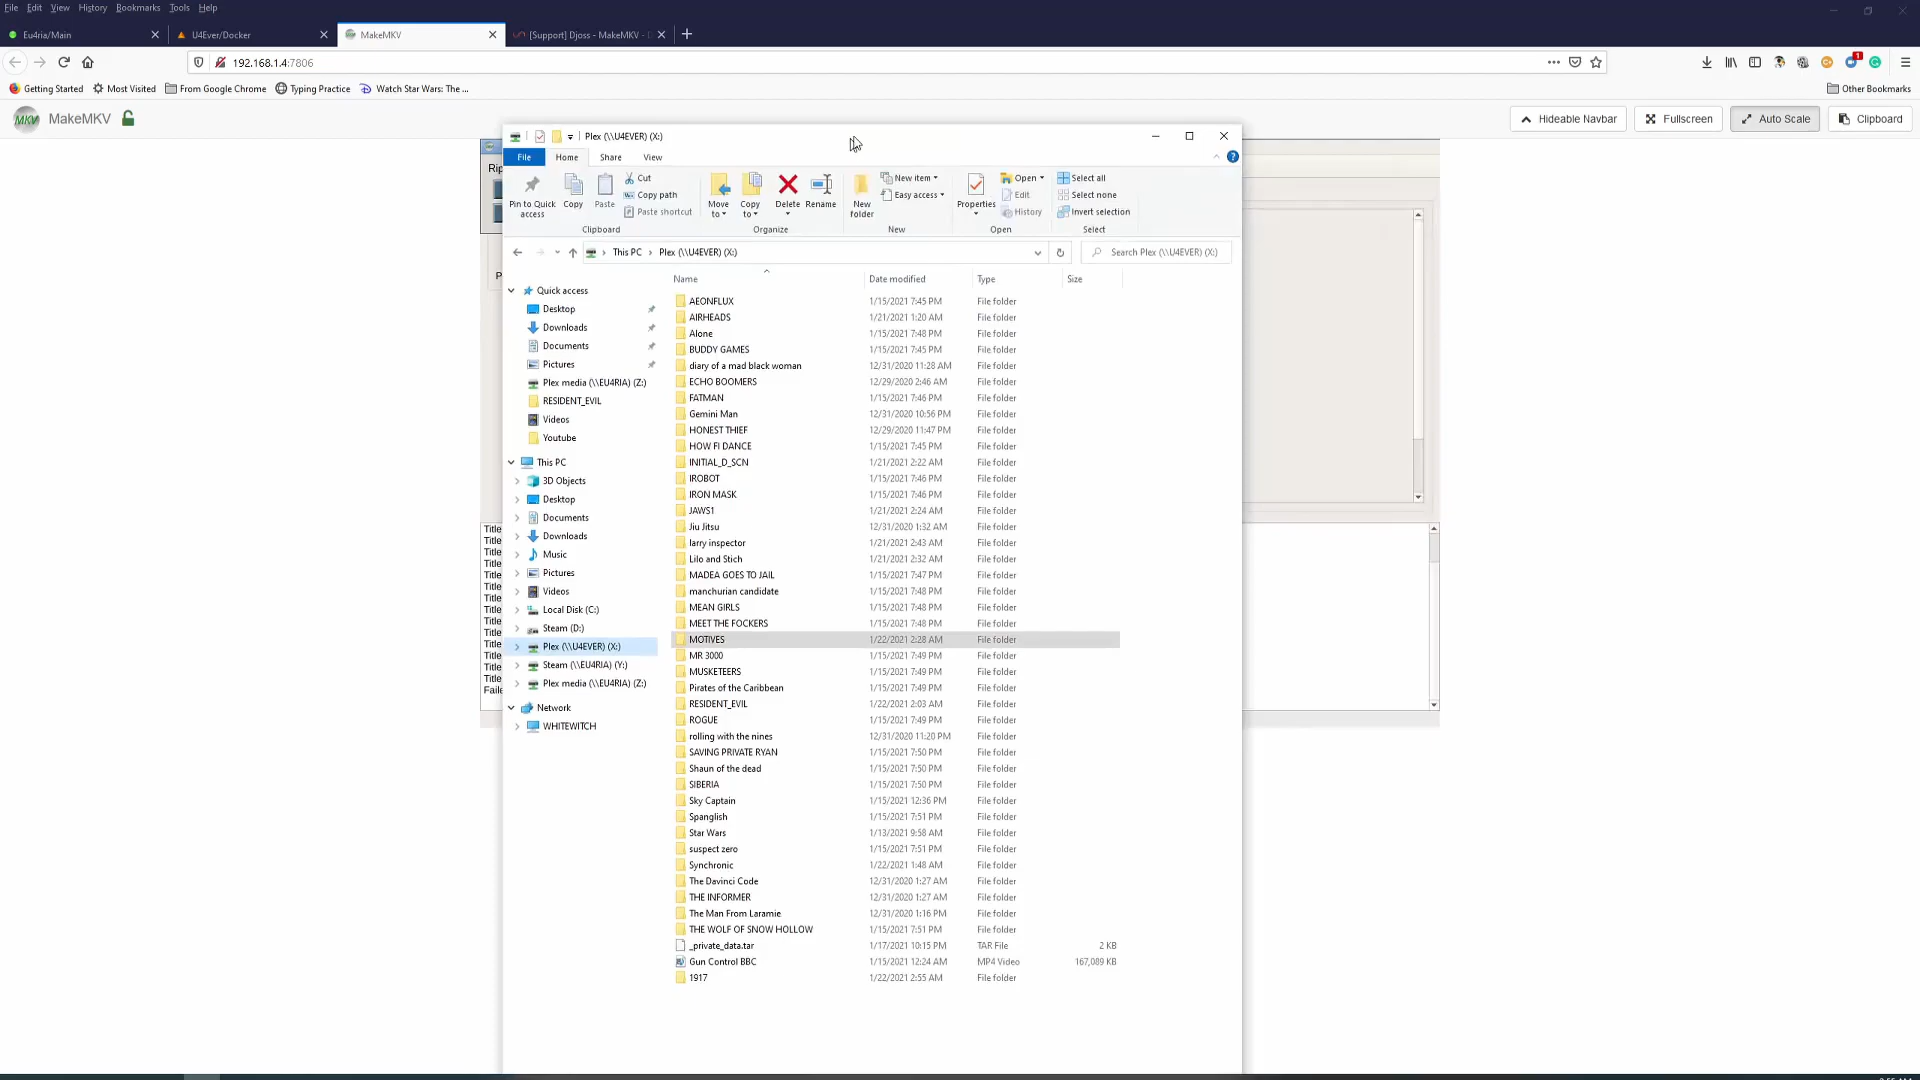 File Edit View History Bookmarks Tools Help
Eu4ria/Main U4Ever/Docker MakeMKV [Support] Djoss - MakeMKV -
192.168.1.4:7806
Getting Started Most Visited From Google Chrome Typing Practice Watch Star Wars: The ... Other Bookmarks
MKV MakeMKV Hideable Navbar Fullscreen Auto Scale Clipboard
Plex (\\U4EVER) (X:)
File Home Share View
Pin to Quick access Copy Paste Cut Copy path Paste shortcut Move to Copy to Delete Rename New folder New item Easy access Properties Open Edit History Select all Select none Invert selection
Clipboard Organize New Open Select
This PC > Plex (\\U4EVER) (X:) Search Plex (\\U4EVER) (X:)
Name Date modified Type Size
Quick access
Desktop
Downloads
Documents
Pictures
Plex media (\\EU4RIA) (Z:)
RESIDENT_EVIL
Videos
Youtube
This PC
3D Objects
Desktop
Documents
Downloads
Music
Pictures
Videos
Local Disk (C:)
Steam (D:)
Plex (\\U4EVER) (X:)
Steam (\\EU4RIA) (Y:)
Plex media (\\EU4RIA) (Z:)
Network
WHITEWITCH
AEONFLUX 1/15/2021 7:45 PM File folder
AIRHEADS 1/21/2021 1:20 AM File folder
Alone 1/15/2021 7:48 PM File folder
BUDDY GAMES 1/15/2021 7:45 PM File folder
diary of a mad black woman 12/31/2020 11:28 AM File folder
ECHO BOOMERS 12/29/2020 2:46 AM File folder
FATMAN 1/15/2021 7:46 PM File folder
Gemini Man 12/31/2020 10:56 PM File folder
HONEST THIEF 12/29/2020 11:47 PM File folder
HOW FI DANCE 1/15/2021 7:45 PM File folder
INITIAL_D_SCN 1/21/2021 2:22 AM File folder
IROBOT 1/15/2021 7:46 PM File folder
IRON MASK 1/15/2021 7:46 PM File folder
JAWS1 1/21/2021 2:24 AM File folder
Jiu Jitsu 12/31/2020 1:32 AM File folder
larry inspector 1/21/2021 2:43 AM File folder
Lilo and Stich 1/21/2021 2:32 AM File folder
MADEA GOES TO JAIL 1/15/2021 7:47 PM File folder
manchurian candidate 1/15/2021 7:48 PM File folder
MEAN GIRLS 1/15/2021 7:48 PM File folder
MEET THE FOCKERS 1/15/2021 7:48 PM File folder
MOTIVES 1/22/2021 2:28 AM File folder
MR 3000 1/15/2021 7:49 PM File folder
MUSKETEERS 1/15/2021 7:49 PM File folder
Pirates of the Caribbean 1/15/2021 7:49 PM File folder
RESIDENT_EVIL 1/22/2021 2:03 AM File folder
ROGUE 1/15/2021 7:49 PM File folder
rolling with the nines 12/31/2020 11:20 PM File folder
SAVING PRIVATE RYAN 1/15/2021 7:50 PM File folder
Shaun of the dead 1/15/2021 7:50 PM File folder
SIBERIA 1/15/2021 7:50 PM File folder
Sky Captain 1/15/2021 12:36 PM File folder
Spanglish 1/15/2021 7:51 PM File folder
Star Wars 1/13/2021 9:58 AM File folder
suspect zero 1/15/2021 7:51 PM File folder
Synchronic 1/22/2021 1:48 AM File folder
The Davinci Code 12/31/2020 1:27 AM File folder
THE INFORMER 12/31/2020 1:27 AM File folder
The Man From Laramie 12/31/2020 1:16 PM File folder
THE WOLF OF SNOW HOLLOW 1/15/2021 7:51 PM File folder
_private_data.tar 1/17/2021 10:15 PM TAR File 2 KB
Gun Control BBC 1/15/2021 12:24 AM MP4 Video 167,089 KB
1917 1/22/2021 2:55 AM File folder
Title
Title
Title
Title
Title
Title
Title
Title
Title
Title
Title
Title
Title
Title